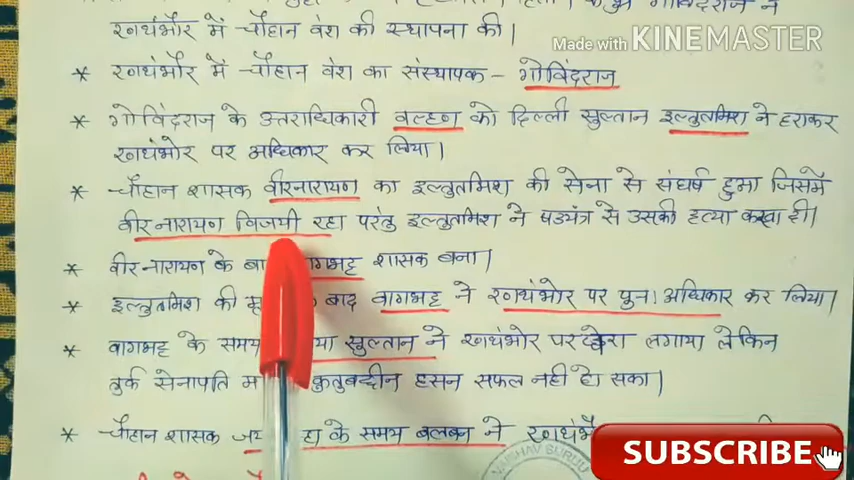 गोविंदराज ने
रणथंभौर में चौहान वंश की स्थापना की।
Made with KINEMASTER
* रणथंभौर में चौहान वंश का संस्थापक - गोविंदराज
* गोविंदराज के उत्तराधिकारी वल्हण को दिल्ली सुल्तान इल्तुतमिश ने हराकर
रणथंभोर पर अधिकार कर लिया।
* चौहान शासक वीरनारायण का इल्तुतमिश की सेना से संघर्ष हुआ जिसमें
वीरनारायण विजयी रहा परंतु इल्तुतमिश ने षडयंत्र से उसकी हत्या करवा दी।
* वीरनारायण के बा वागभट्ट शासक बना।
* इल्तुतमिश की के बाद वागभट्ट ने रणथंभोर पर पुनः अधिकार कर लिया।
* वागभट्ट के समय या सुल्तान ने रणथंभोर पर डेरा लगाया लेकिन
तुर्क सेनापति म कुतुबद्दीन हसन सफल नही हो सका।
* चौहान शासक के समय बलबन ने रणथंभौ
SUBSCRIBE